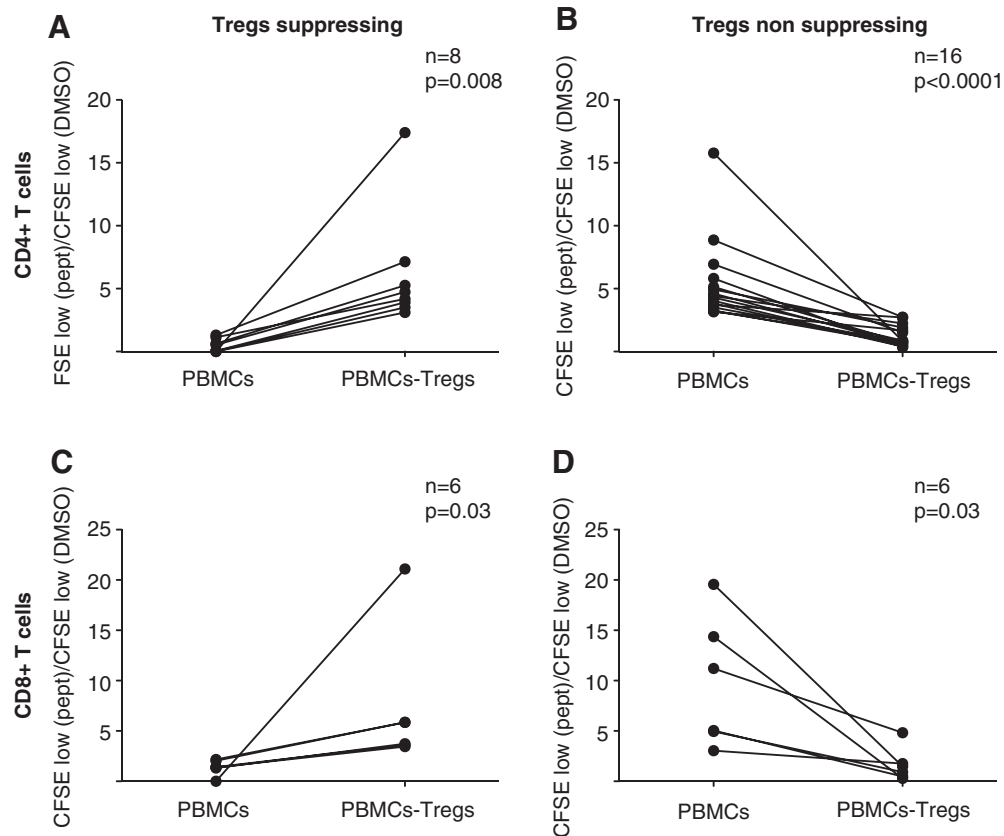 A
Tregs suppressing
n=8
p=0.008
CD4+ T cells
FSE low (pept)/CFSE low (DMSO)
20
15
10
5
PBMCs
PBMCs-Tregs
B
Tregs non suppressing
n=16
p<0.0001
CFSE low (pept)/CFSE low (DMSO)
20
15
10
5
PBMCs
PBMCs-Tregs
C
n=6
p=0.03
CD8+ T cells
CFSE low (pept)/CFSE low (DMSO)
25
20
15
10
5
PBMCs
PBMCs-Tregs
D
n=6
p=0.03
CFSE low (pept)/CFSE low (DMSO)
25
20
15
10
5
PBMCs
PBMCs-Tregs